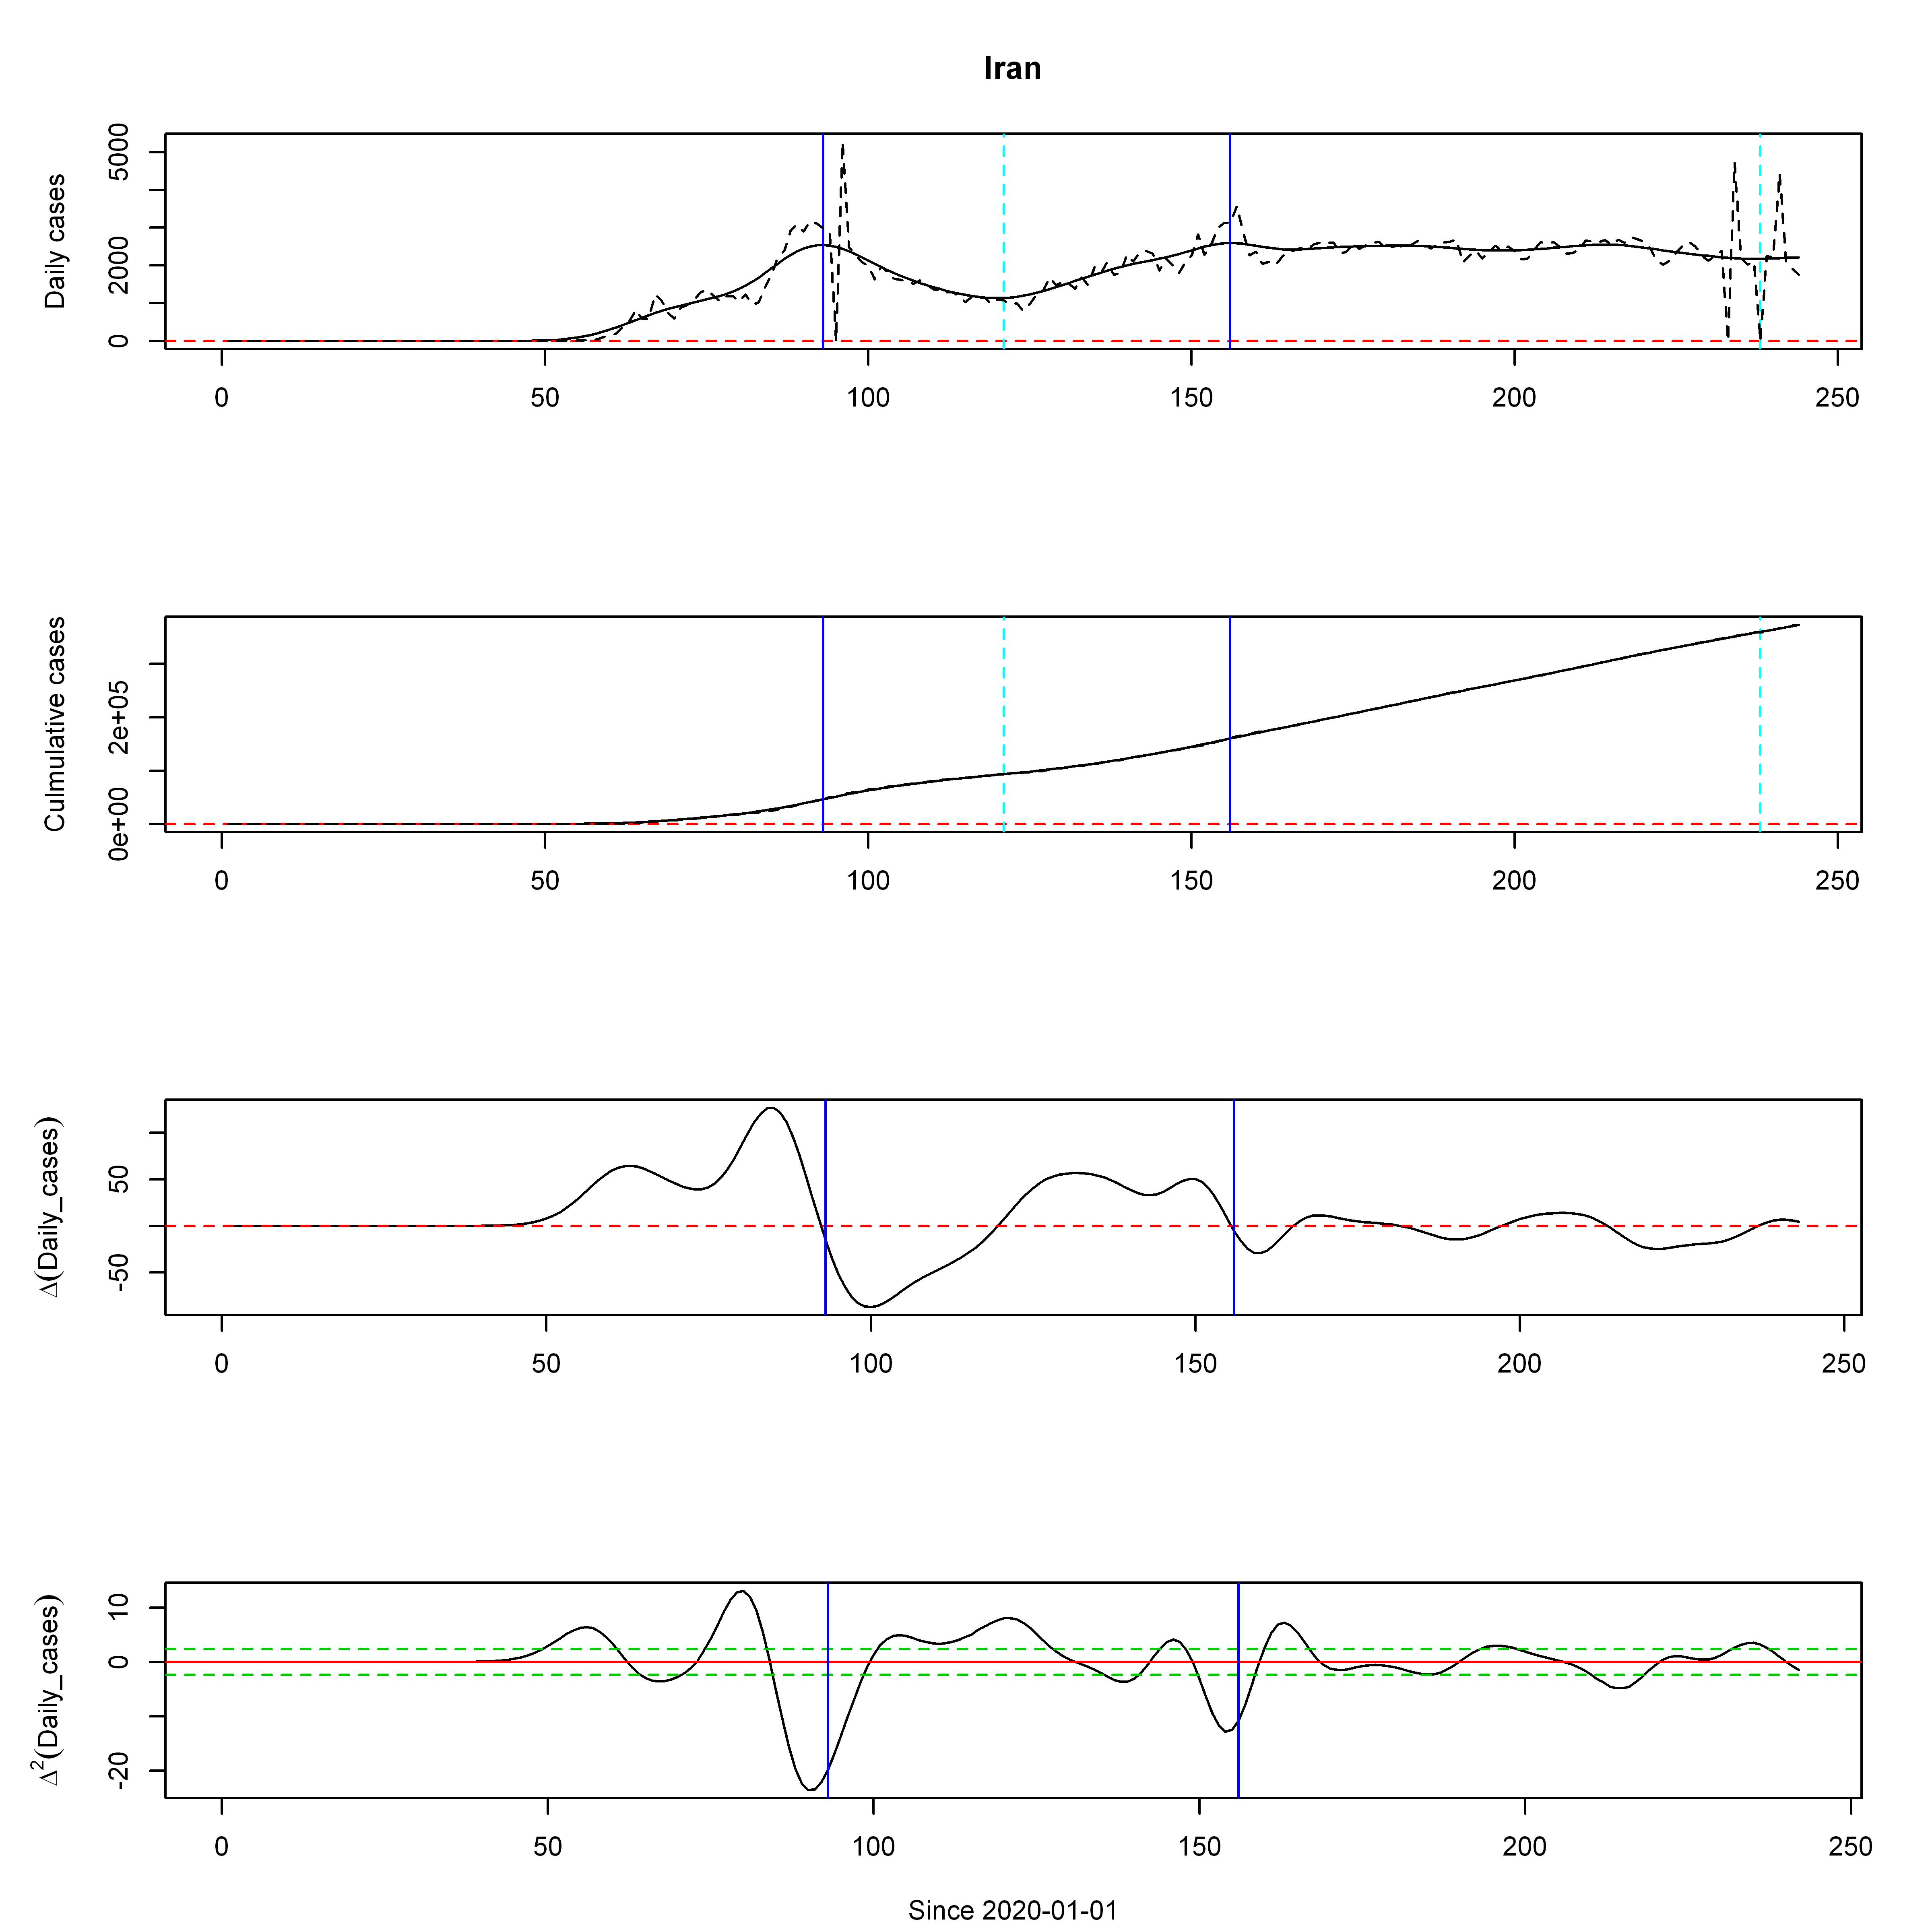 Iran
Daily cases
5000
2000
0
0 50 100 150 200 250
Culmulative cases
2e+05
0e+00
0 50 100 150 200 250
Δ(Daily_cases)
50
-50
0 50 100 150 200 250
Δ²(Daily_cases)
10
0
-20
0 50 100 150 200 250
Since 2020-01-01